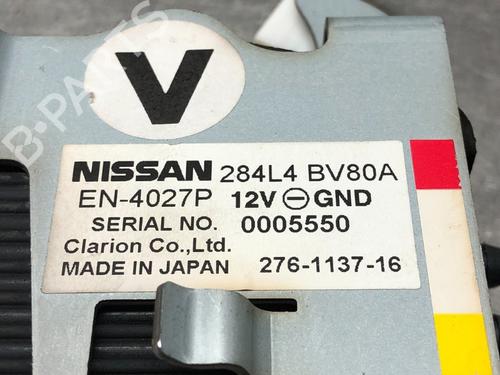 V
NISSAN 284L4 BV80A
EN-4027P 12V ⊖ GND
SERIAL NO. 0005550
Clarion Co.,Ltd.
MADE IN JAPAN 276-1137-16
B-PARTS